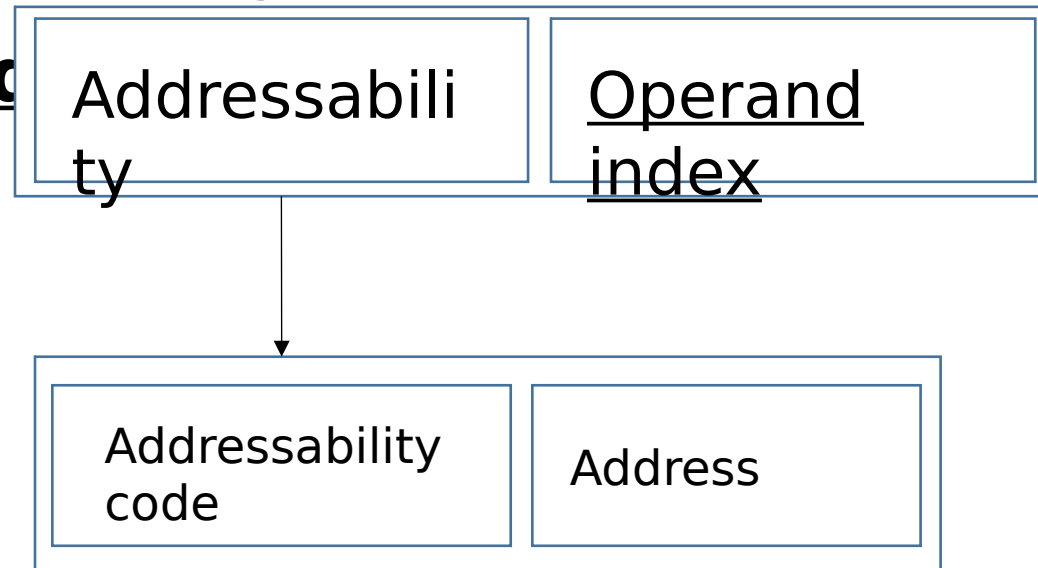 Addressabili
ty
Operand
index
Addressability
code
Address